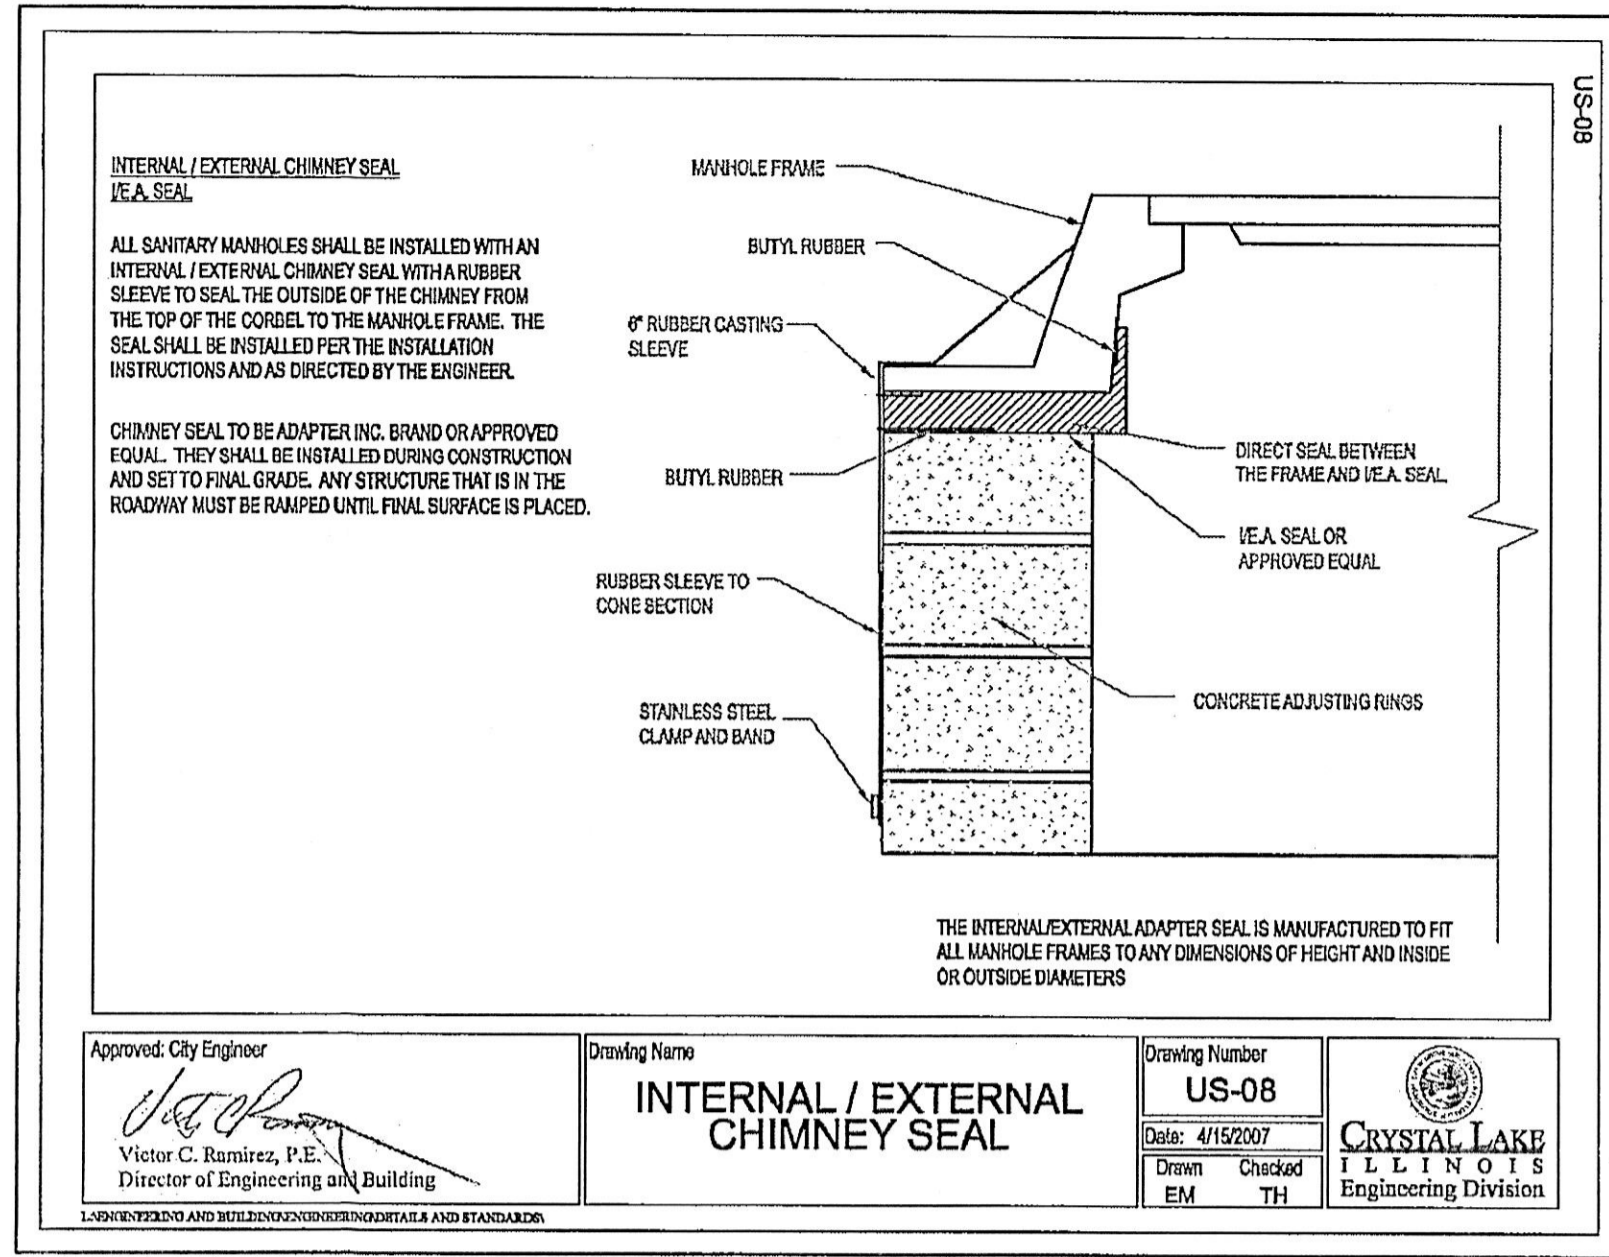 US-08
INTERNAL / EXTERNAL CHIMNEY SEAL
I/E.A. SEAL
ALL SANITARY MANHOLES SHALL BE INSTALLED WITH AN
INTERNAL / EXTERNAL CHIMNEY SEAL WITH A RUBBER
SLEEVE TO SEAL THE OUTSIDE OF THE CHIMNEY FROM
THE TOP OF THE CORBEL TO THE MANHOLE FRAME. THE
SEAL SHALL BE INSTALLED PER THE INSTALLATION
INSTRUCTIONS AND AS DIRECTED BY THE ENGINEER.
CHIMNEY SEAL TO BE ADAPTER INC. BRAND OR APPROVED
EQUAL. THEY SHALL BE INSTALLED DURING CONSTRUCTION
AND SET TO FINAL GRADE. ANY STRUCTURE THAT IS IN THE
ROADWAY MUST BE RAMPED UNTIL FINAL SURFACE IS PLACED.
MANHOLE FRAME
BUTYL RUBBER
6" RUBBER CASTING
SLEEVE
BUTYL RUBBER
RUBBER SLEEVE TO
CONE SECTION
STAINLESS STEEL
CLAMP AND BAND
DIRECT SEAL BETWEEN
THE FRAME AND I/E.A. SEAL
I/E.A. SEAL OR
APPROVED EQUAL
CONCRETE ADJUSTING RINGS
THE INTERNAL/EXTERNAL ADAPTER SEAL IS MANUFACTURED TO FIT
ALL MANHOLE FRAMES TO ANY DIMENSIONS OF HEIGHT AND INSIDE
OR OUTSIDE DIAMETERS
Approved: City Engineer
Victor C. Ramirez, P.E.
Director of Engineering and Building
Drawing Name
INTERNAL / EXTERNAL
CHIMNEY SEAL
Drawing Number
US-08
Date: 4/15/2007
Drawn Checked
EM TH
CRYSTAL LAKE
ILLINOIS
Engineering Division
L:\ENGINEERING AND BUILDING\ENGINEERING\DETAILS AND STANDARDS\